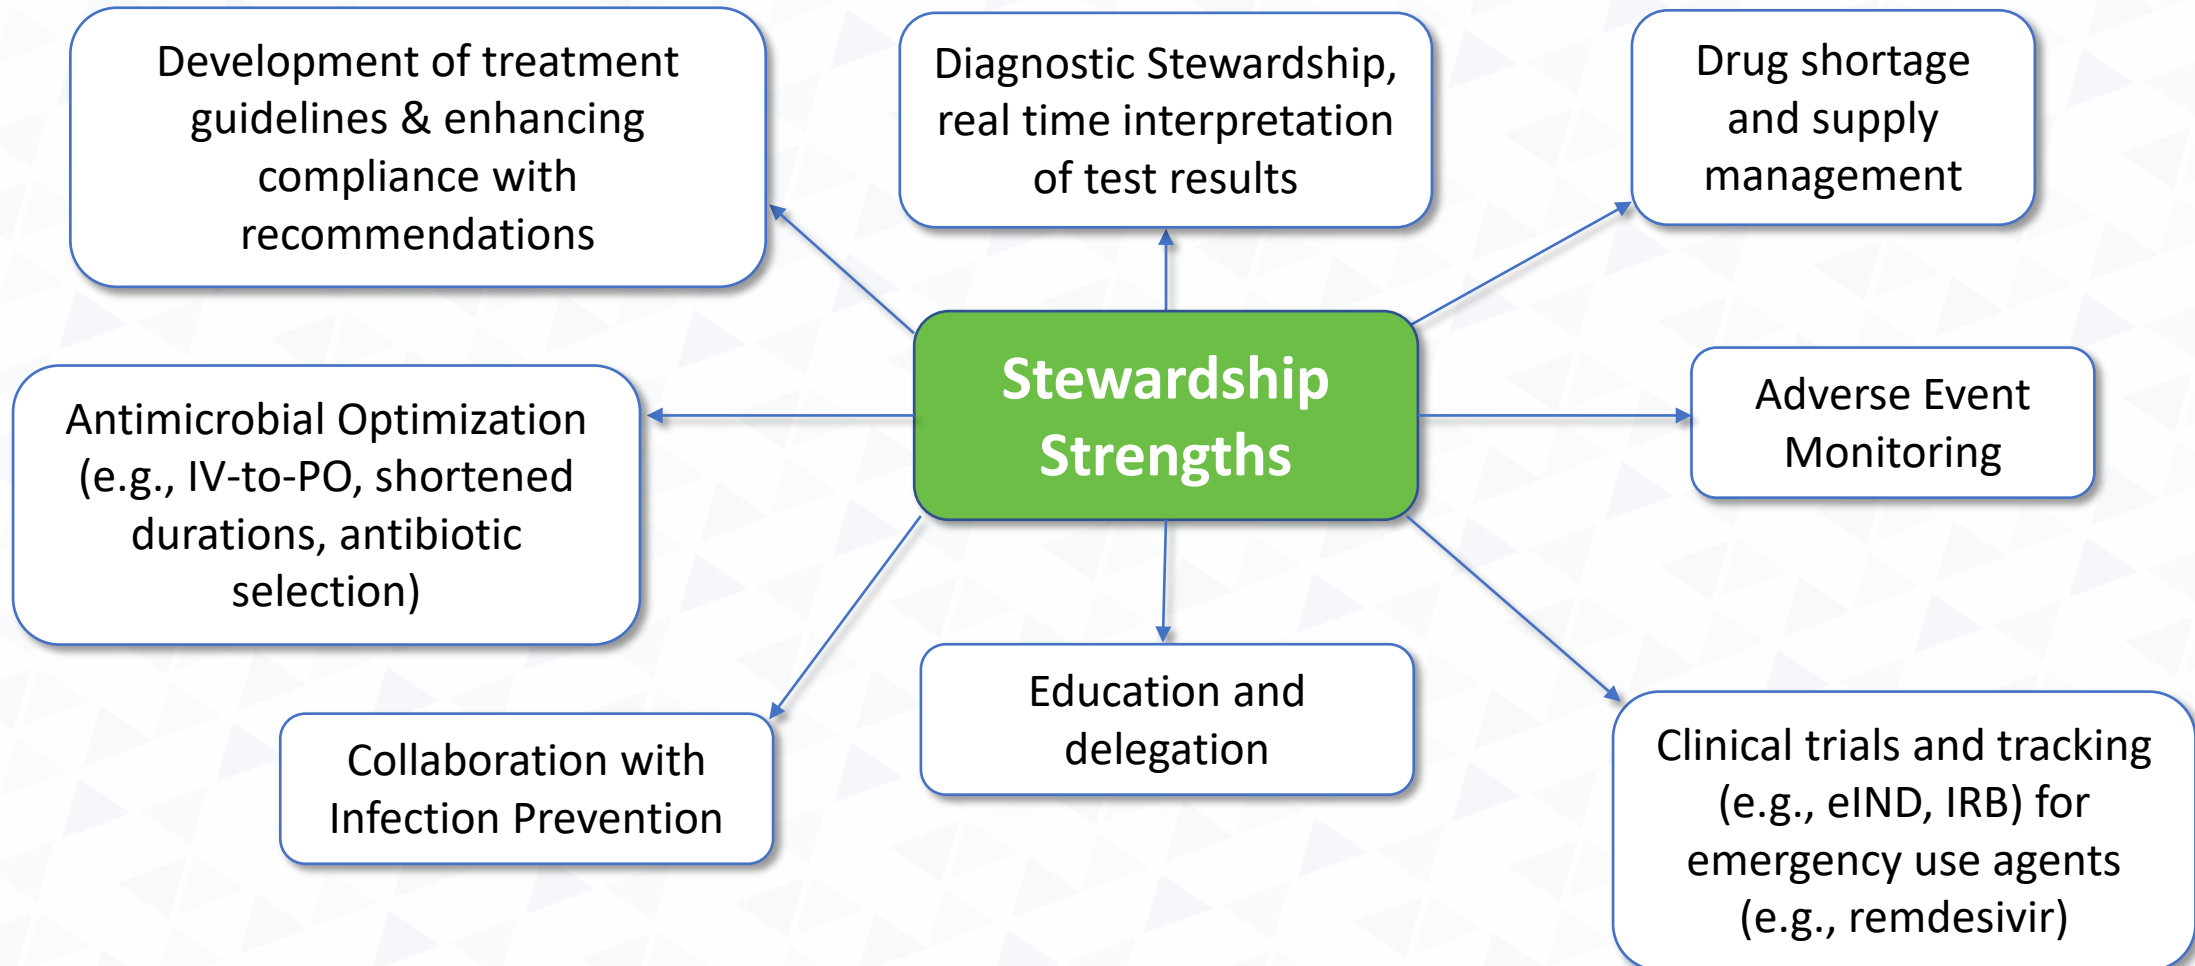 Development of treatment
guidelines & enhancing
compliance with
recommendations
Diagnostic Stewardship,
real time interpretation
of test results
Drug shortage
and supply
management
Stewardship
Strengths
Antimicrobial Optimization
(e.g., IV-to-PO, shortened
durations, antibiotic
selection)
Adverse Event
Monitoring
Collaboration with
Infection Prevention
Education and
delegation
Clinical trials and tracking
(e.g., eIND, IRB) for
emergency use agents
(e.g., remdesivir)